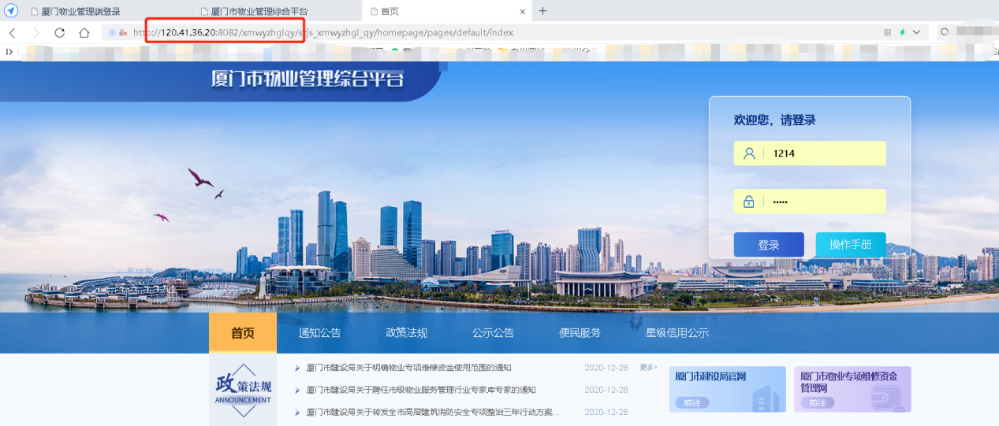 厦门物业管理端登录
厦门市物业管理综合平台
首页
http://120.41.36.20:8082/xmwyzhglqy/syjs_xmwyzhgl_qy/homepage/pages/default/index
厦门市物业管理综合平台
欢迎您，请登录
1214
•••••
登录
操作手册
首页
通知公告
政策法规
公示公告
便民服务
星级信用公示
政策法规
ANNOUNCEMENT
厦门市建设局关于明确物业专项维修资金使用范围的通知 2020-12-28 更多>
厦门市建设局关于聘任市级物业服务管理行业专家库专家的通知 2020-12-28
厦门市建设局关于转发全市高层建筑消防安全专项整治三年行动方案... 2020-12-28
厦门市建设局官网
前往
厦门市物业专项维修资金
管理网
前往